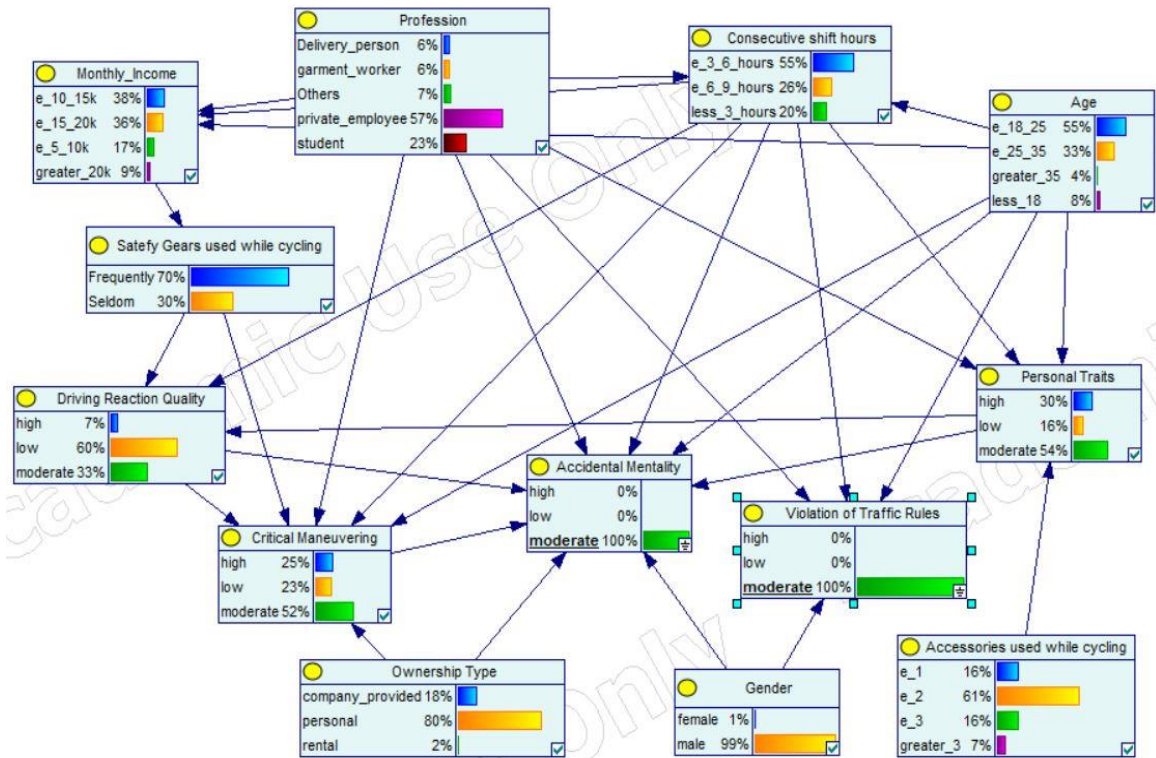 Profession
Delivery_person 6%
garment_worker 6%
Others 7%
private_employee 57%
student 23%
Consecutive shift hours
e_3_6_hours 55%
e_6_9_hours 26%
less_3_hours 20%
Monthly_Income
e_10_15k 38%
e_15_20k 36%
e_5_10k 17%
greater_20k 9%
Age
e_18_25 55%
e_25_35 33%
greater_35 4%
less_18 8%
Satefy Gears used while cycling
Frequently 70%
Seldom 30%
Driving Reaction Quality
high 7%
low 60%
moderate 33%
Personal Traits
high 30%
low 16%
moderate 54%
Accidental Mentality
high 0%
low 0%
moderate 100%
Violation of Traffic Rules
high 0%
low 0%
moderate 100%
Critical Maneuvering
high 25%
low 23%
moderate 52%
Ownership Type
company_provided 18%
personal 80%
rental 2%
Gender
female 1%
male 99%
Accessories used while cycling
e_1 16%
e_2 61%
e_3 16%
greater_3 7%